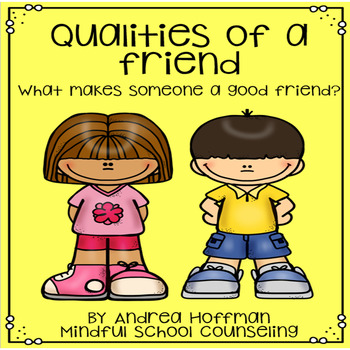 Qualities of a
friend
What makes someone a good friend?
By Andrea Hoffman
Mindful School Counseling